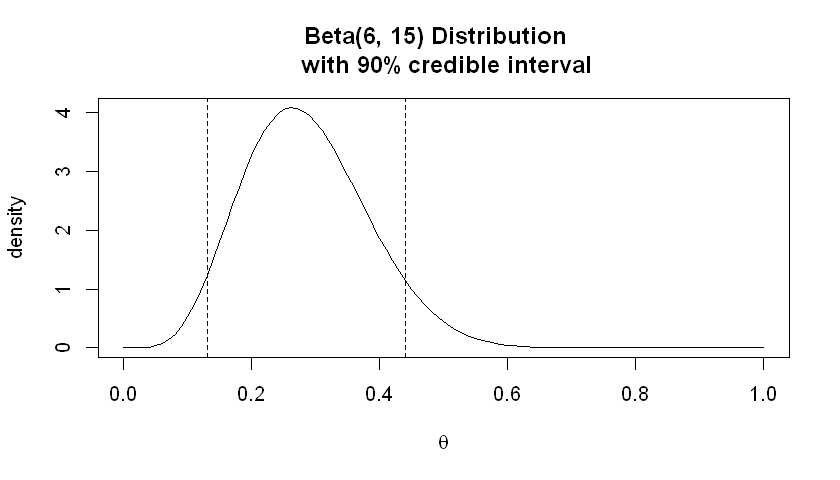 Beta(6, 15) Distribution
with 90% credible interval
density
4
3
2
1
0
0.0 0.2 0.4 0.6 0.8 1.0
θ